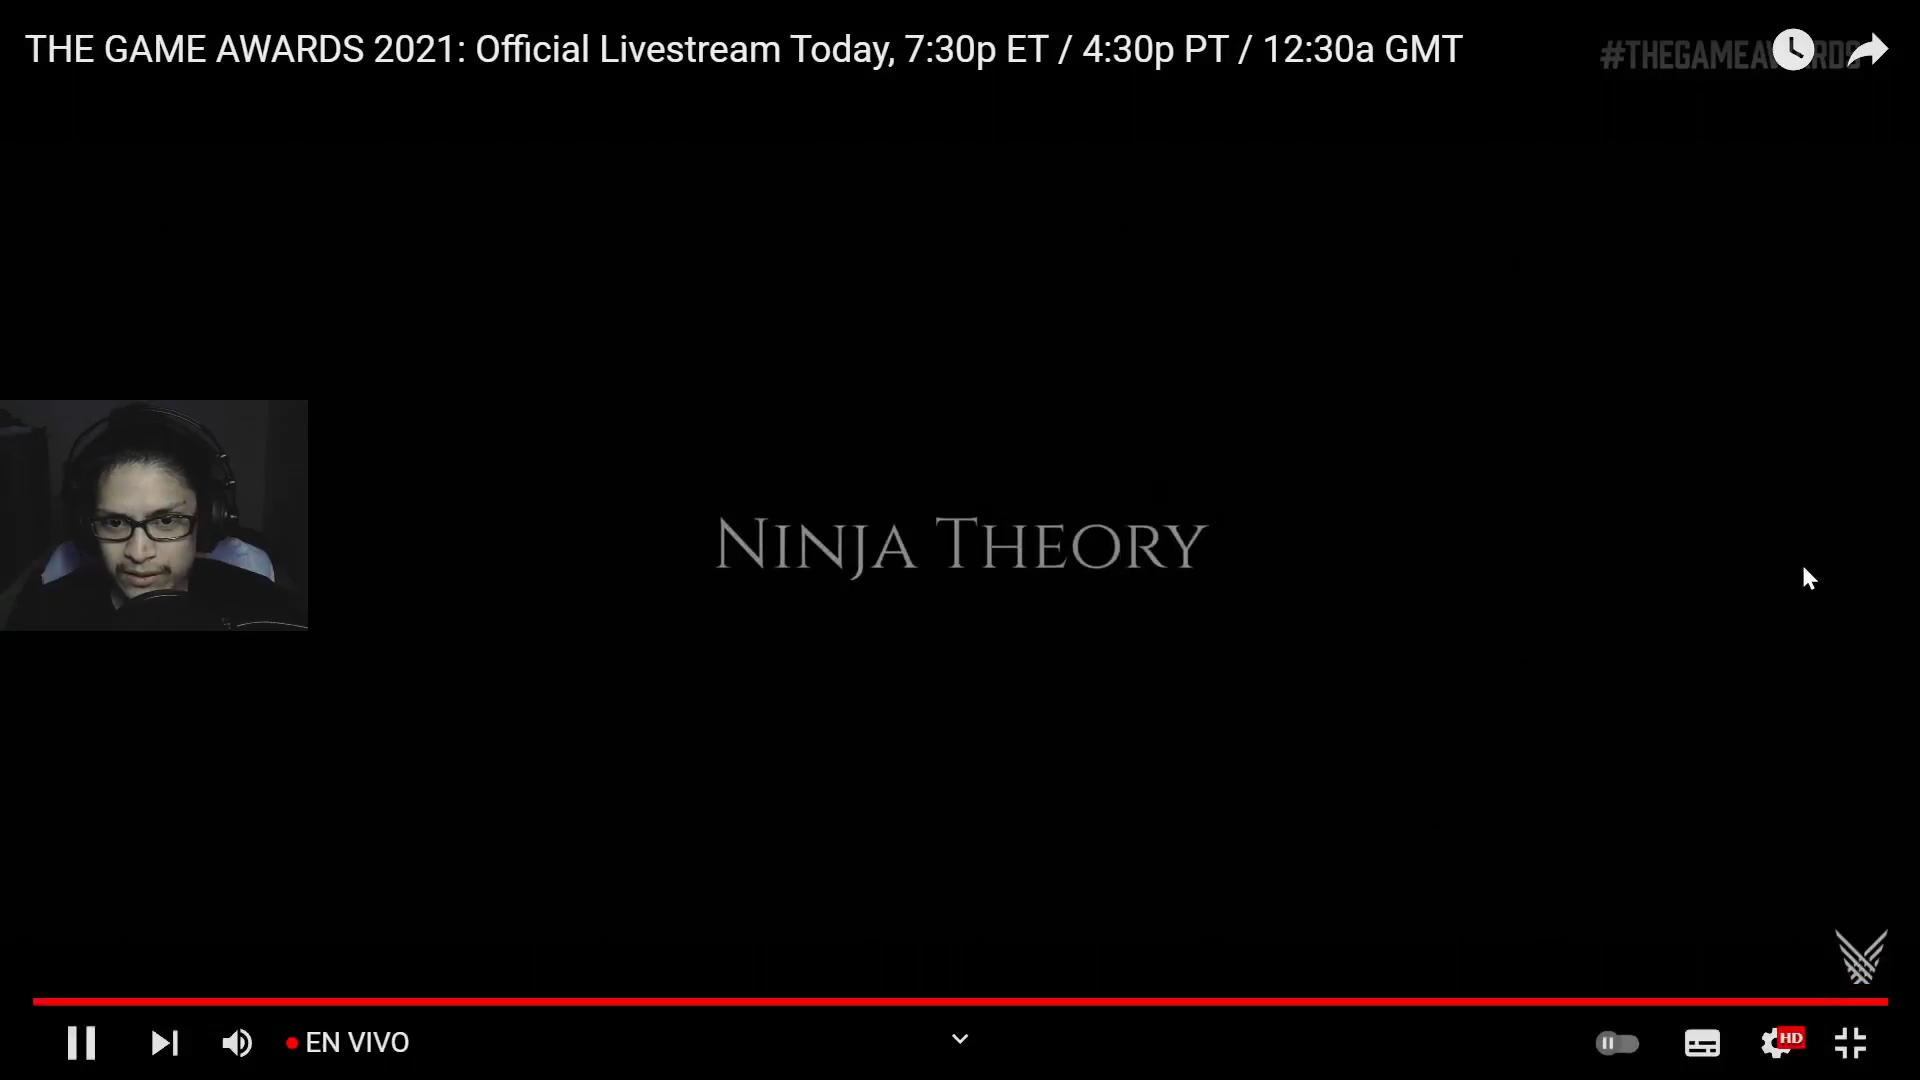 THE GAME AWARDS 2021: Official Livestream Today, 7:30p ET / 4:30p PT / 12:30a GMT
#THEGAMEAWARDS
NINJA THEORY
EN VIVO
HD